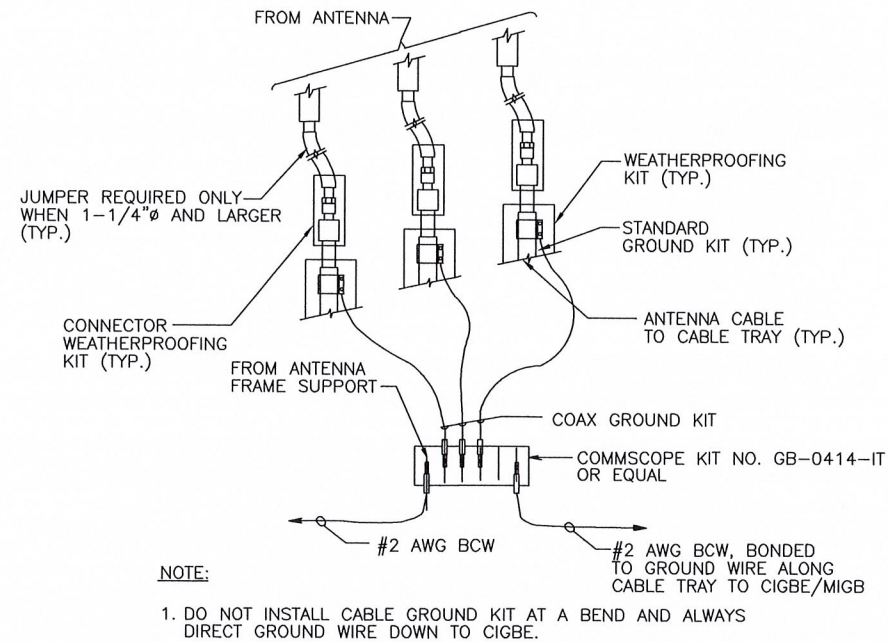 FROM ANTENNA
JUMPER REQUIRED ONLY
WHEN 1-1/4"ø AND LARGER
(TYP.)
WEATHERPROOFING
KIT (TYP.)
STANDARD
GROUND KIT (TYP.)
CONNECTOR
WEATHERPROOFING
KIT (TYP.)
ANTENNA CABLE
TO CABLE TRAY (TYP.)
FROM ANTENNA
FRAME SUPPORT
COAX GROUND KIT
COMMSCOPE KIT NO. GB-0414-IT
OR EQUAL
#2 AWG BCW
#2 AWG BCW, BONDED
TO GROUND WIRE ALONG
CABLE TRAY TO CIGBE/MIGB
NOTE:
1. DO NOT INSTALL CABLE GROUND KIT AT A BEND AND ALWAYS
DIRECT GROUND WIRE DOWN TO CIGBE.